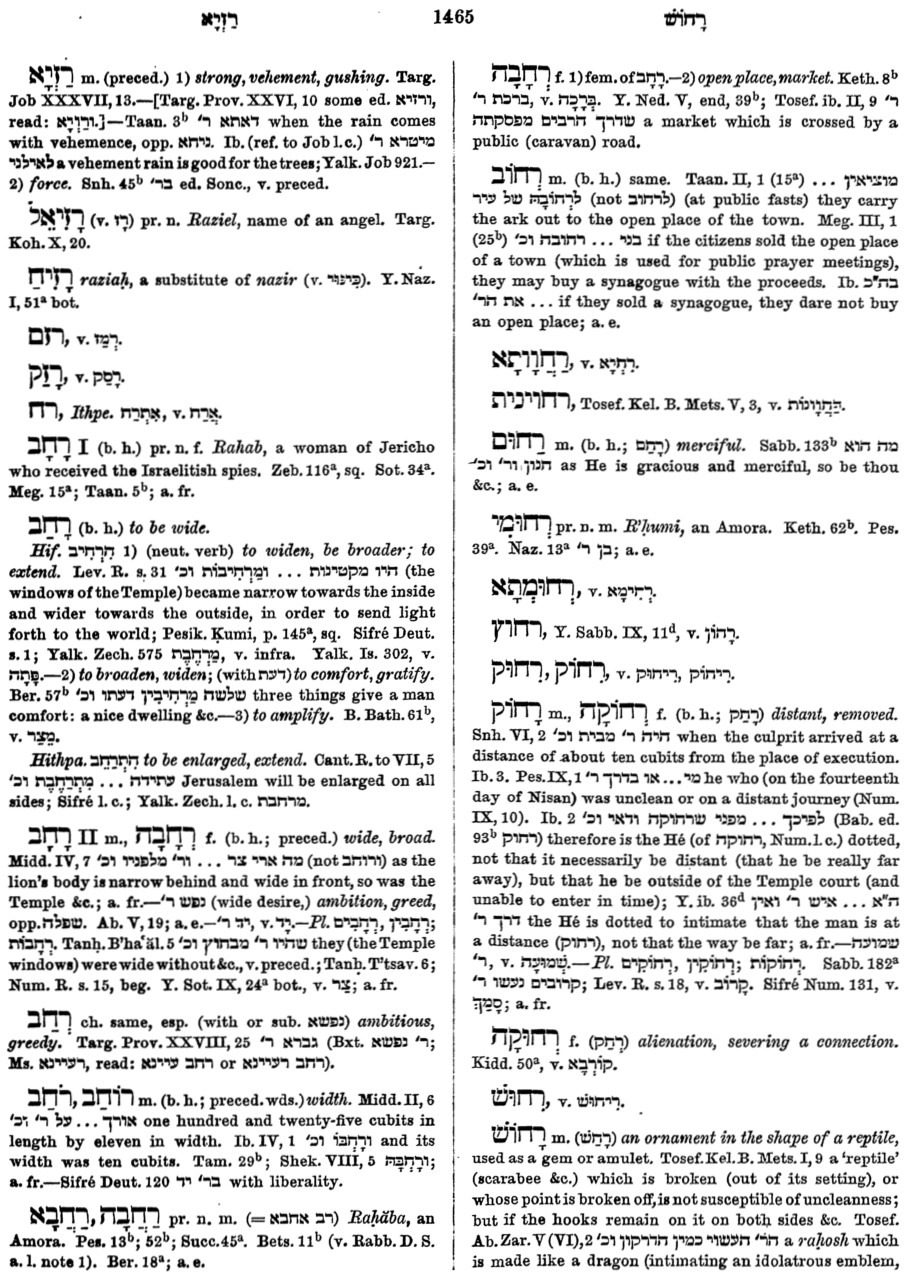 רַזְיָא 1465 רָחוֹשׁ
רַזְיָא m. (preced.) 1) strong, vehement, gushing. Targ.
Job XXXVII, 13.—[Targ. Prov. XXVI, 10 some ed. ורזיא,
read: וּרְוָיָא.]—Taan. 3b דאתא ר׳ when the rain comes
with vehemence, opp. ניחא. Ib. (ref. to Job l. c.) מיטרא ר׳
לאילני a vehement rain is good for the trees; Yalk. Job 921.—
2) force. Snh. 45b בר׳ ed. Sonc., v. preced.
רָזִיאֵל (v. רָז) pr. n. Raziel, name of an angel. Targ.
Koh. X, 20.
רָזִיחַ raziaḥ, a substitute of nazir (v. כִּינּוּי). Y. Naz.
I, 51a bot.
רזם, v. רְמַז.
רָזַק, v. רָסַק.
רח, Ithpe. אִתְרַח, v. אֲרַח.
רָחָב I (b. h.) pr. n. f. Rahab, a woman of Jericho
who received the Israelitish spies. Zeb. 116a, sq. Sot. 34a.
Meg. 15a; Taan. 5b; a. fr.
רָחַב (b. h.) to be wide.
Hif. הִרְחִיב 1) (neut. verb) to widen, be broader; to
extend. Lev. R. s. 31 היו מקטינות ... ומַרְחִיבוֹת וכ׳ (the
windows of the Temple) became narrow towards the inside
and wider towards the outside, in order to send light
forth to the world; Pesik. Ḳumi, p. 145a, sq. Sifré Deut.
s. 1; Yalk. Zech. 575 מַרְחֶבֶת, v. infra. Yalk. Is. 302, v.
פָּתָה.—2) to broaden, widen; (with דעת) to comfort, gratify.
Ber. 57b שלשה מַרְחִיבִין דעתו וכ׳ three things give a man
comfort: a nice dwelling &c.—3) to amplify. B. Bath. 61b,
v. מֵצַר.
Hithpa. הִתְרַחֵב to be enlarged, extend. Cant. R. to VII, 5
עתידה ... מִתְרַחֶבֶת וכ׳ Jerusalem will be enlarged on all
sides; Sifré l. c.; Yalk. Zech. l. c. מרחבת.
רָחָב II m., רְחָבָה f. (b. h.; preced.) wide, broad.
Midd. IV, 7 מה ארי צר ... ור׳ מלפניו וכ׳ (not ורוחב) as the
lion's body is narrow behind and wide in front, so was the
Temple &c.; a. fr.—נפש ר׳ (wide desire,) ambition, greed,
opp. שפלה. Ab. V, 19; a. e.—יד ר׳, v. יָד.—Pl. רְחָבִים, רְחָבִין;
רְחָבוֹת. Tanḥ. B'ha'ăl. 5 שהיו ר׳ מבחוץ וכ׳ they (the Temple
windows) were wide without &c., v. preced.; Tanḥ. T'tsav. 6;
Num. R. s. 15, beg. Y. Sot. IX, 24a bot., v. צַר; a. fr.
רְחַב ch. same, esp. (with or sub. נפשא) ambitious,
greedy. Targ. Prov. XXVIII, 25 גברא ר׳ (Bxt. ר׳ נפשא;
Ms. רעיינא, read: רחב עיינא or רחב רעיינא).
רוֹחַב, רֹחַב m. (b. h.; preced. wds.) width. Midd. II, 6
אורך ... על ר׳ וכ׳ one hundred and twenty-five cubits in
length by eleven in width. Ib. IV, 1 ורָחְבּוֹ וכ׳ and its
width was ten cubits. Tam. 29b; Shek. VIII, 5 ורָחְבָּהּ;
a. fr.—Sifré Deut. 120 בר׳ יד with liberality.
רַחֲבָה, רַחֲבָא pr. n. m. (=רב אחבא) Raḥăba, an
Amora. Pes. 13b; 52b; Succ. 45a. Bets. 11b (v. Rabb. D. S.
a. l. note 1). Ber. 18a; a. e.
רְחָבָה f. 1) fem. of רָחָב.—2) open place, market. Keth. 8b
ברכת ר׳, v. בְּרָכָה. Y. Ned. V, end, 39b; Tosef. ib. II, 9 ר׳
שדרך הרבים מפסקתה a market which is crossed by a
public (caravan) road.
רְחוֹב m. (b. h.) same. Taan. II, 1 (15a) מוציאין ...
לִרְחוֹבָהּ של עיר (not לרחוב) (at public fasts) they carry
the ark out to the open place of the town. Meg. III, 1
(25b) בני ... רחובה וכ׳ if the citizens sold the open place
of a town (which is used for public prayer meetings),
they may buy a synagogue with the proceeds. Ib. בה״כ
את הר׳ ... if they sold a synagogue, they dare not buy
an open place; a. e.
רַחֲוָותָא, v. רִחְיָא.
רחוינית, Tosef. Kel. B. Mets. V, 3, v. דַּחֲוָונוֹת.
רַחוּם m. (b. h.; רָחַם) merciful. Sabb. 133b מה הוא
חנון ור׳ וכ׳ as He is gracious and merciful, so be thou
&c.; a. e.
רְחוּמִי pr. n. m. R'ḥumi, an Amora. Keth. 62b. Pes.
39a. Naz. 13a בן ר׳; a. e.
רְחוּמְתָא, v. רְחִימָא.
רחוץ, Y. Sabb. IX, 11d, v. רָחוֹן.
רִחוֹק, רִחוּק, v. ריחוק, ריחוֹק.
רָחוֹק m., רְחוֹקָה f. (b. h.; רָחַק) distant, removed.
Snh. VI, 2 היה ר׳ מבית וכ׳ when the culprit arrived at a
distance of about ten cubits from the place of execution.
Ib. 3. Pes. IX, 1 מי ... או בדרך ר׳ he who (on the fourteenth
day of Nisan) was unclean or on a distant journey (Num.
IX, 10). Ib. 2 לפיכך ... מפני שרחוקה ודאי וכ׳ (Bab. ed.
93b רחוק) therefore is the Hé (of רחוקה, Num. l. c.) dotted,
not that it necessarily be distant (that he be really far
away), but that he be outside of the Temple court (and
unable to enter in time); Y. ib. 36d ה״א ... איש ר׳ ואין
דרך ר׳ the Hé is dotted to intimate that the man is at
a distance (רחוק), not that the way be far; a. fr.—שמועה
ר׳, v. שְׁמוּעָה.—Pl. רְחוֹקִים, רְחוֹקִין; רְחוֹקוֹת. Sabb. 182a
קרובים נעשו ר׳; Lev. R. s. 18, v. קָרוֹב. Sifré Num. 131, v.
סָמַךְ; a. fr.
רְחוּקָה f. (רָחַק) alienation, severing a connection.
Kidd. 50a, v. קוּרְבָא.
רִחוּשׁ, v. ריחוש.
רָחוֹשׁ m. (רָחַשׁ) an ornament in the shape of a reptile,
used as a gem or amulet. Tosef. Kel. B. Mets. I, 9 a 'reptile'
(scarabee &c.) which is broken (out of its setting), or
whose point is broken off, is not susceptible of uncleanness;
but if the hooks remain on it on both sides &c. Tosef.
Ab. Zar. V (VI), 2 הר׳ העשוי כמין הדרקון וכ׳ a raḥosh which
is made like a dragon (intimating an idolatrous emblem,